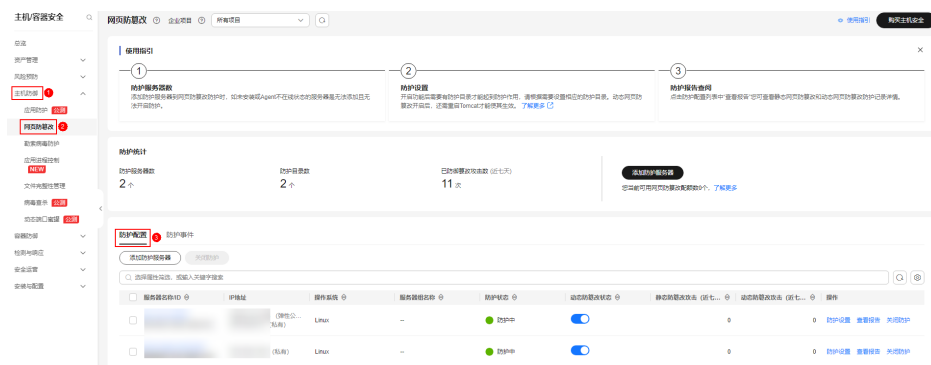 主机/容器安全
总览
资产管理
风险预防
主机防御 1
应用防护 公测
网页防篡改 2
勒索病毒防护
应用进程控制
NEW
文件完整性管理
病毒查杀 公测
动态端口蜜罐 公测
容器防御
检测与响应
安全运营
安装与配置
网页防篡改 企业项目 所有项目
使用指引 购买主机安全
使用指引
1
防护服务器数
添加防护服务器到网页防篡改防护时，如未安装或Agent不在线状态的服务器是无法添加且无
法开启防护。
2
防护设置
开启功能后需要有防护目录才能起到防护作用，请根据需要设置相应的防护目录。动态网页防
篡改开启后，还需重启Tomcat才能使其生效。 了解更多
3
防护报告查阅
点击防护配置列表中“查看报告”您可查看静态网页防篡改和动态网页防篡改防护记录详情。
防护统计
防护服务器数
2 个
防护目录数
2 个
已防御篡改攻击数 (近七天)
11 次
添加防护服务器
您当前可用网页防篡改配额数0个，了解更多
防护配置 3 防护事件
添加防护服务器 关闭防护
选择属性筛选，或输入关键字搜索
服务器名称/ID IP地址 操作系统 服务器组名称 防护状态 动态防篡改状态 静态防篡改攻击 (近七... 动态防篡改攻击 (近七... 操作
(弹性公...
(私有) Linux -- 防护中 0 0 防护设置 查看报告 关闭防护
(私有) Linux -- 防护中 0 0 防护设置 查看报告 关闭防护